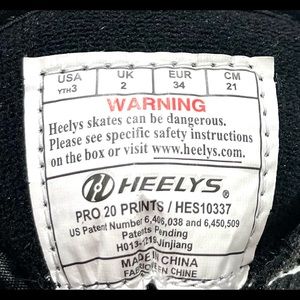 USA UK EUR CM
YTH3 2 34 21
WARNING
Heelys skates can be dangerous.
Please see specific safety instructions
on the box or visit www.heelys.com.
HEELYS®
PRO 20 PRINTS / HES10337
US Patent Number 6,406,038 and 6,450,509
Patents Pending
Jinjiang
MADE IN CHINA
EN CHINE